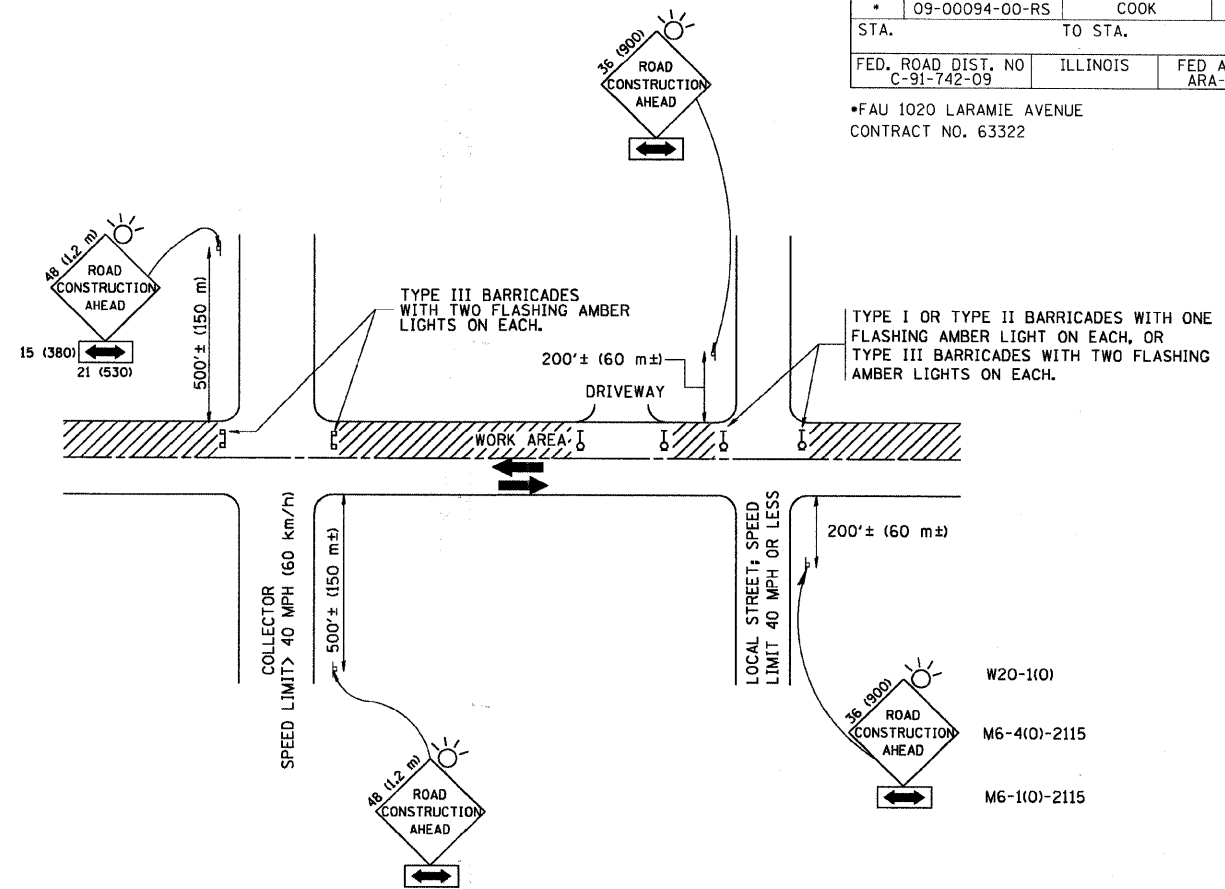 * 09-00094-00-RS COOK
STA. TO STA.
FED. ROAD DIST. NO ILLINOIS FED A
C-91-742-09 ARA-
*FAU 1020 LARAMIE AVENUE
CONTRACT NO. 63322
36 (900)
ROAD
CONSTRUCTION
AHEAD
48 (1.2 m)
ROAD
CONSTRUCTION
AHEAD
15 (380)
21 (530)
500'± (150 m)
TYPE III BARRICADES
WITH TWO FLASHING AMBER
LIGHTS ON EACH.
200'± (60 m±)
DRIVEWAY
TYPE I OR TYPE II BARRICADES WITH ONE
FLASHING AMBER LIGHT ON EACH, OR
TYPE III BARRICADES WITH TWO FLASHING
AMBER LIGHTS ON EACH.
WORK AREA
COLLECTOR
SPEED LIMIT> 40 MPH (60 km/h)
500'± (150 m±)
LOCAL STREET; SPEED
LIMIT 40 MPH OR LESS
200'± (60 m±)
48 (1.2 m)
ROAD
CONSTRUCTION
AHEAD
36 (900)
ROAD
CONSTRUCTION
AHEAD
W20-1(O)
M6-4(O)-2115
M6-1(O)-2115